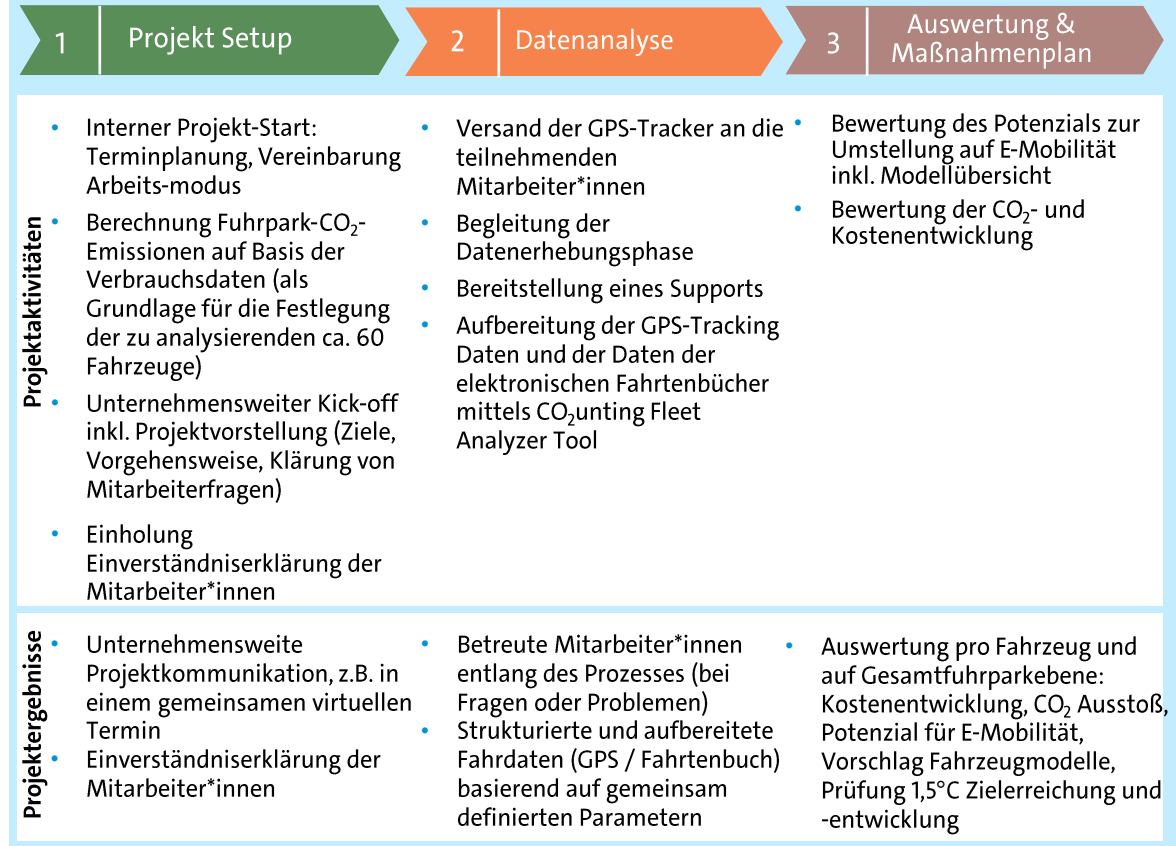 1
Projekt Setup
2
Datenanalyse
3
Auswertung &
Maßnahmenplan
Projektaktivitäten
• Interner Projekt-Start:
Terminplanung, Vereinbarung
Arbeits-modus
• Berechnung Fuhrpark-CO₂-
Emissionen auf Basis der
Verbrauchsdaten (als
Grundlage für die Festlegung
der zu analysierenden ca. 60
Fahrzeuge)
• Unternehmensweiter Kick-off
inkl. Projektvorstellung (Ziele,
Vorgehensweise, Klärung von
Mitarbeiterfragen)
• Einholung
Einverständniserklärung der
Mitarbeiter*innen
• Versand der GPS-Tracker an die
teilnehmenden
Mitarbeiter*innen
• Begleitung der
Datenerhebungsphase
• Bereitstellung eines Supports
• Aufbereitung der GPS-Tracking
Daten und der Daten der
elektronischen Fahrtenbücher
mittels CO₂unting Fleet
Analyzer Tool
• Bewertung des Potenzials zur
Umstellung auf E-Mobilität
inkl. Modellübersicht
• Bewertung der CO₂- und
Kostenentwicklung
Projektergebnisse
• Unternehmensweite
Projektkommunikation, z.B. in
einem gemeinsamen virtuellen
Termin
• Einverständniserklärung der
Mitarbeiter*innen
• Betreute Mitarbeiter*innen
entlang des Prozesses (bei
Fragen oder Problemen)
• Strukturierte und aufbereitete
Fahrdaten (GPS / Fahrtenbuch)
basierend auf gemeinsam
definierten Parametern
• Auswertung pro Fahrzeug und
auf Gesamtfuhrparkebene:
Kostenentwicklung, CO₂ Ausstoß,
Potenzial für E-Mobilität,
Vorschlag Fahrzeugmodelle,
Prüfung 1,5°C Zielerreichung und
-entwicklung